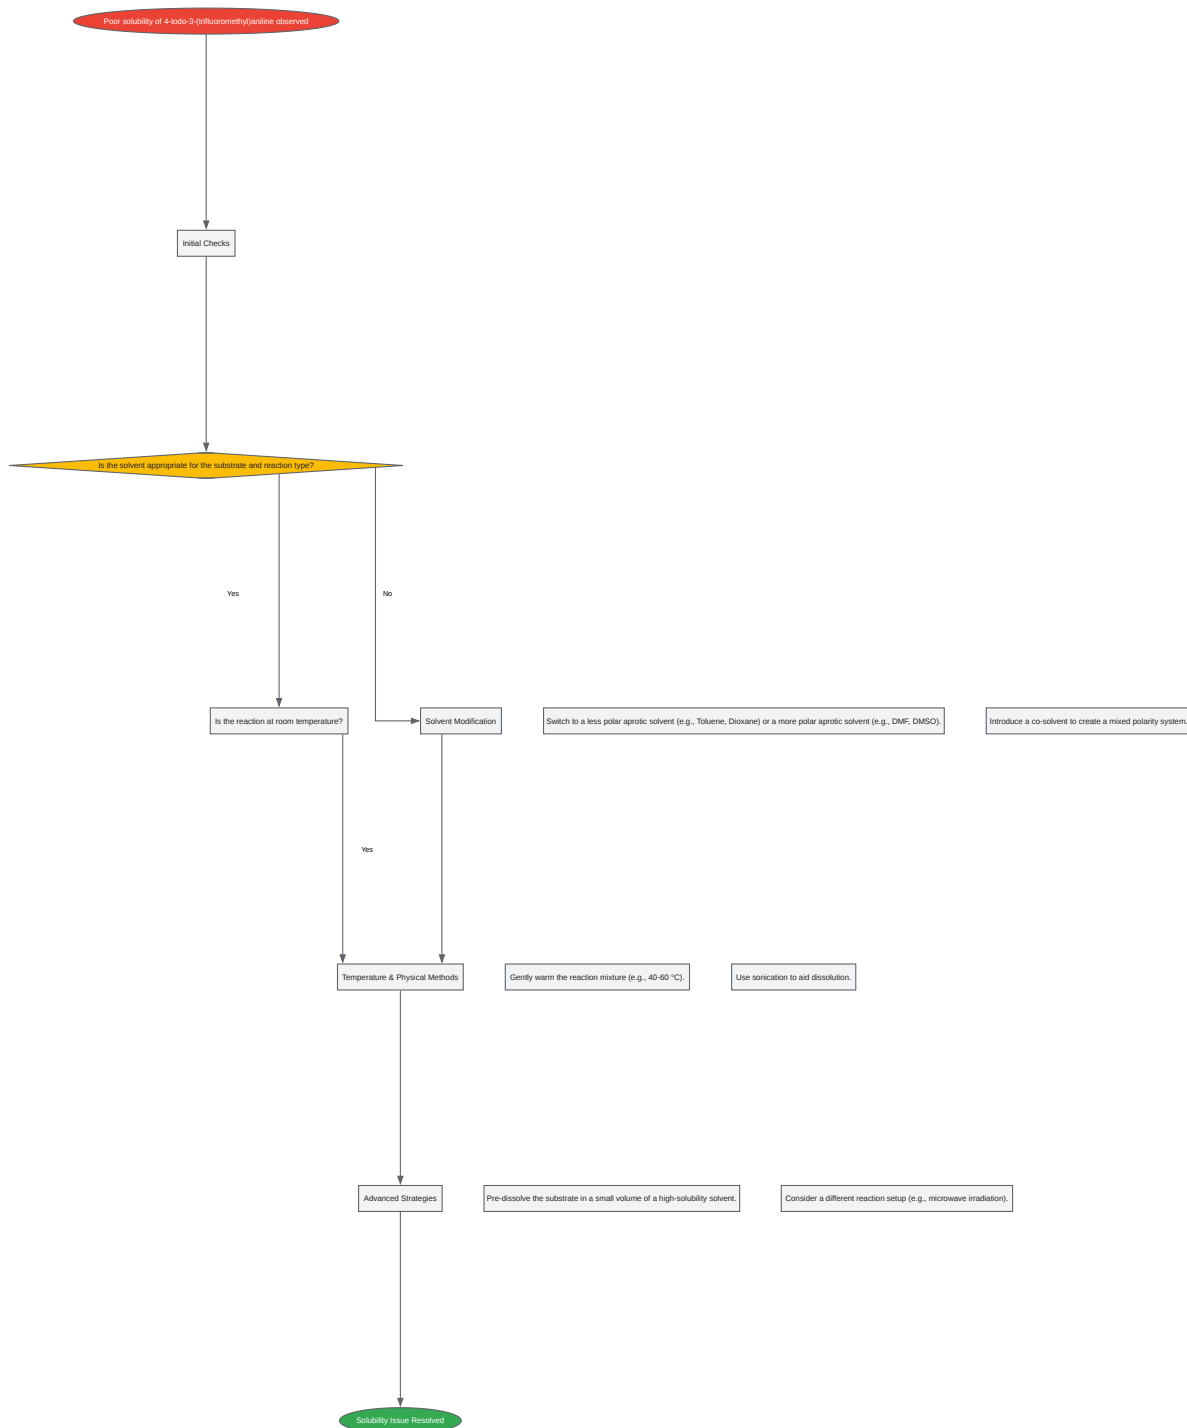 Poor solubility of 4-Iodo-3-(trifluoromethyl)aniline observed
Initial Checks
Is the solvent appropriate for the substrate and reaction type?
Yes
No
Is the reaction at room temperature?
Solvent Modification
Switch to a less polar aprotic solvent (e.g., Toluene, Dioxane) or a more polar aprotic solvent (e.g., DMF, DMSO).
Introduce a co-solvent to create a mixed polarity system.
Yes
Temperature & Physical Methods
Gently warm the reaction mixture (e.g., 40-60 °C).
Use sonication to aid dissolution.
Advanced Strategies
Pre-dissolve the substrate in a small volume of a high-solubility solvent.
Consider a different reaction setup (e.g., microwave irradiation).
Solubility Issue Resolved